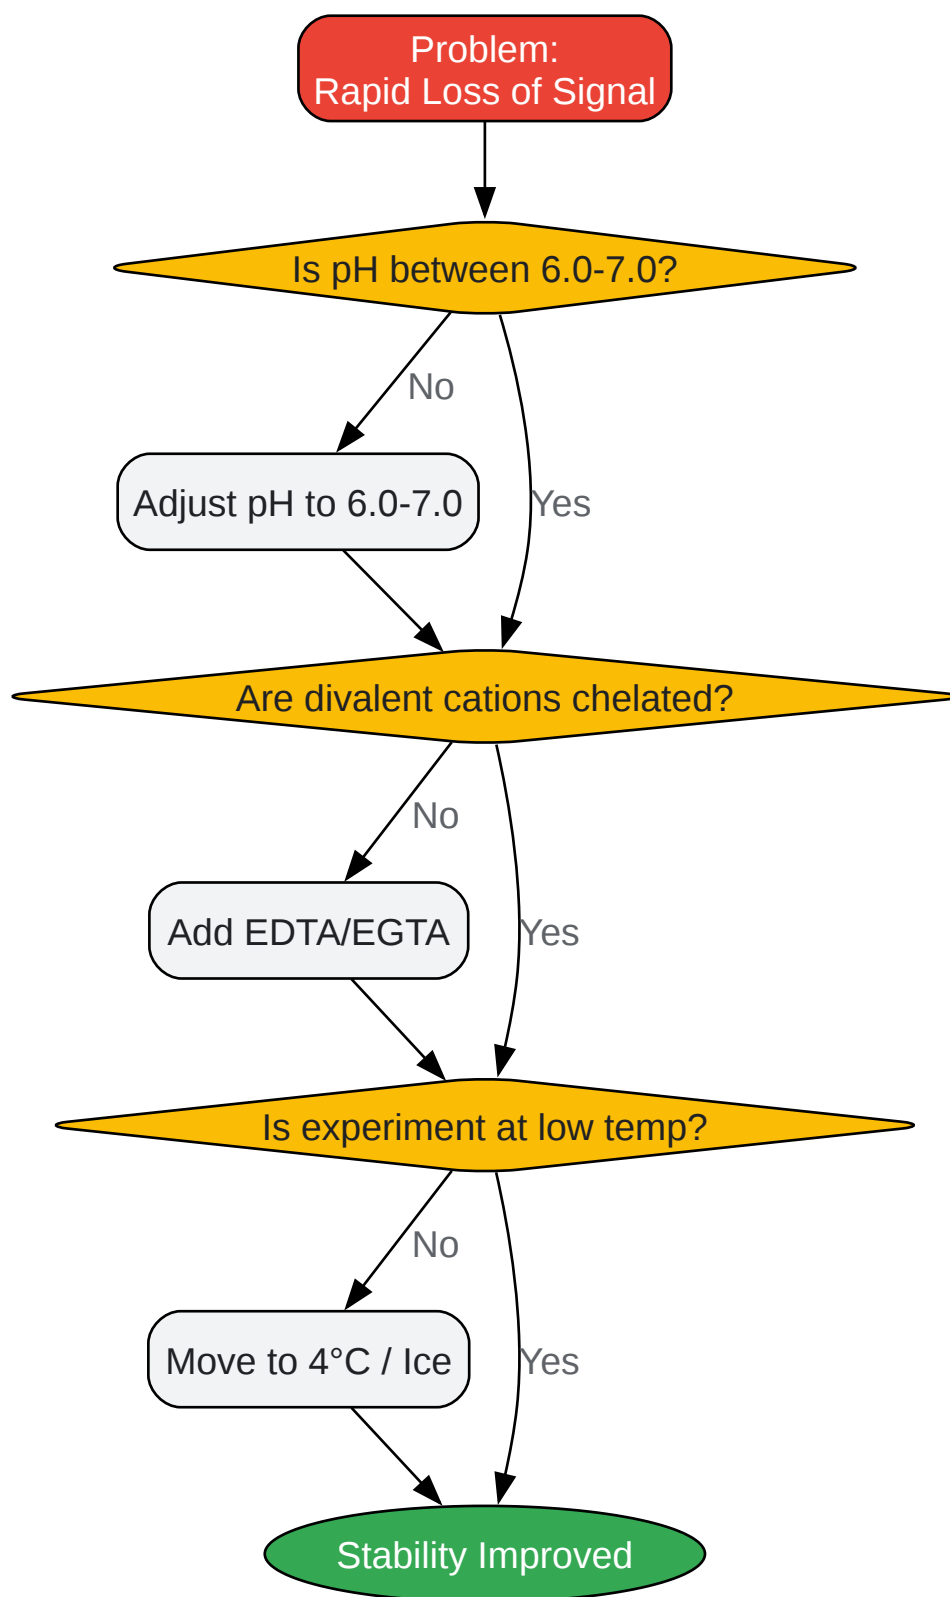 Problem:
Rapid Loss of Signal
Is pH between 6.0-7.0?
No
Adjust pH to 6.0-7.0
Yes
Are divalent cations chelated?
No
Add EDTA/EGTA
Yes
Is experiment at low temp?
No
Move to 4°C / Ice
Yes
Stability Improved